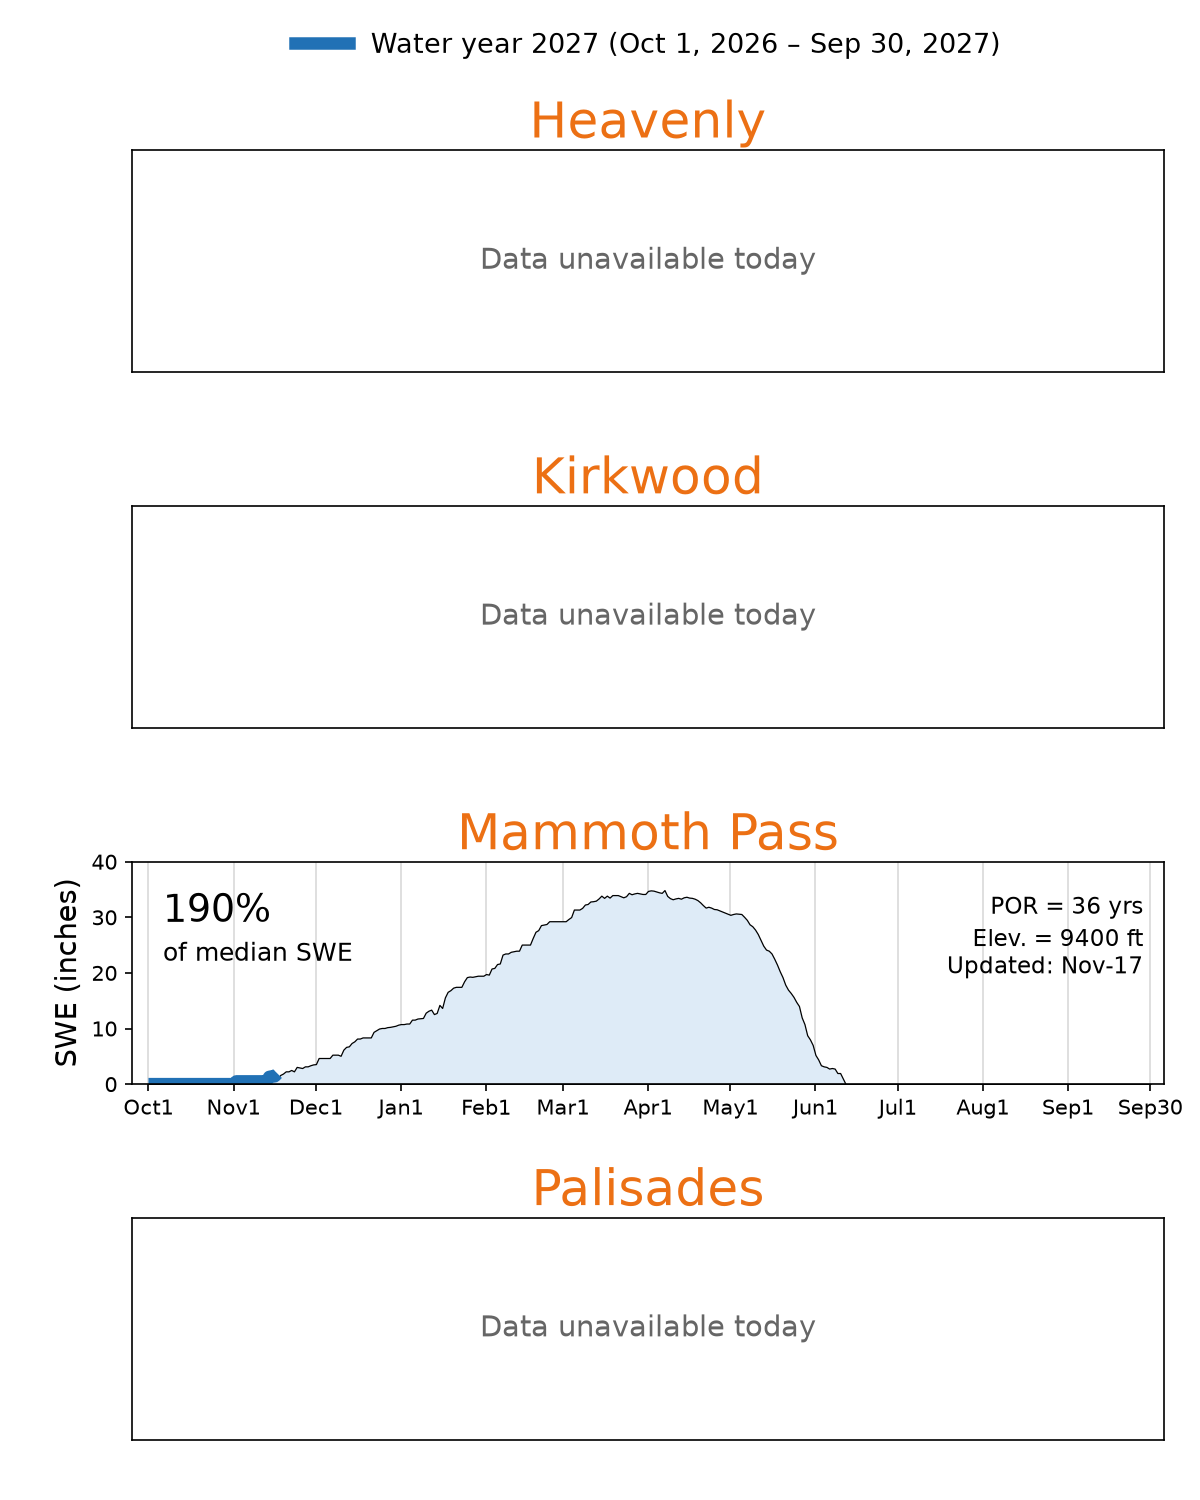 Water year 2027 (Oct 1, 2026 – Sep 30, 2027)
Heavenly
Data unavailable today
Kirkwood
Data unavailable today
Mammoth Pass
SWE (inches)
40
30
20
10
0
190%
of median SWE
POR = 36 yrs
Elev. = 9400 ft
Updated: Nov-17
Oct1 Nov1 Dec1 Jan1 Feb1 Mar1 Apr1 May1 Jun1 Jul1 Aug1 Sep1 Sep30
Palisades
Data unavailable today